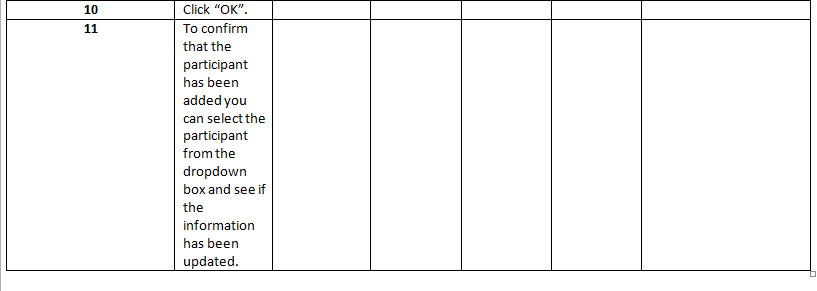 10 Click “OK”.
11 To confirm
that the
participant
has been
added you
can select the
participant
from the
dropdown
box and see if
the
information
has been
updated.